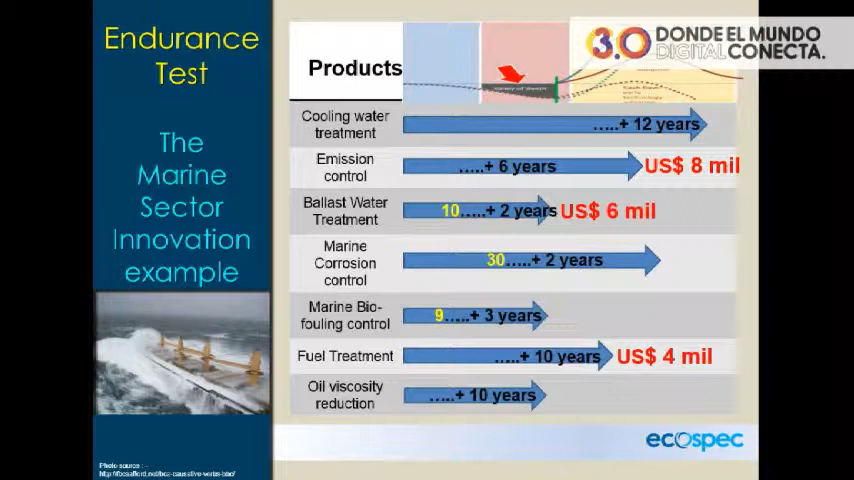 Endurance
Test
The
Marine
Sector
Innovation
example
3.0 DONDE EL MUNDO
DIGITAL CONECTA.
Products
Cooling water
treatment
.....+ 12 years
Emission
control
.....+ 6 years
US$ 8 mil
Ballast Water
Treatment
10.....+ 2 years
US$ 6 mil
Marine
Corrosion
control
30.....+ 2 years
Marine Bio-
fouling control
9.....+ 3 years
Fuel Treatment
.....+ 10 years
US$ 4 mil
Oil viscosity
reduction
.....+ 10 years
ecospec
Photo source : -